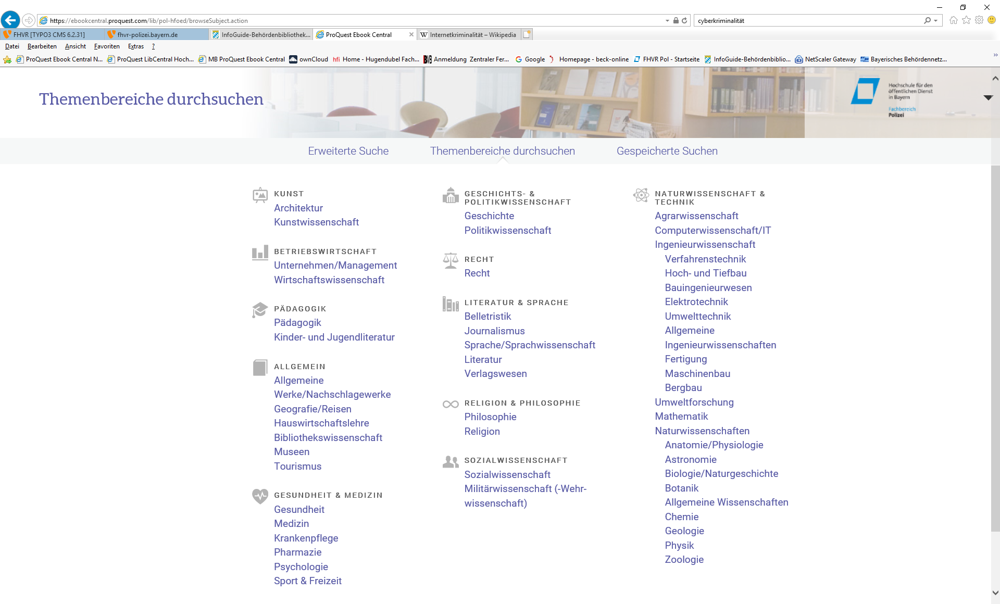 https://ebookcentral.proquest.com/lib/pol-hfoed/browseSubject.action
cyberkriminalität
FHVR [TYPO3 CMS 6.2.31]
fhvr-polizei.bayern.de
InfoGuide-Behördenbibliothek...
ProQuest Ebook Central
Internetkriminalität – Wikipedia
Datei Bearbeiten Ansicht Favoriten Extras ?
ProQuest Ebook Central N... ProQuest LibCentral Hoch... MB ProQuest Ebook Central ownCloud hfi Home - Hugendubel Fach... Anmeldung Zentraler Fer... Google Homepage - beck-online FHVR Pol - Startseite InfoGuide-Behördenbiblio... NetScaler Gateway Bayerisches Behördennetz...
Themenbereiche durchsuchen
Hochschule für den
öffentlichen Dienst
in Bayern
Fachbereich
Polizei
Erweiterte Suche Themenbereiche durchsuchen Gespeicherte Suchen
KUNST
Architektur
Kunstwissenschaft
BETRIEBSWIRTSCHAFT
Unternehmen/Management
Wirtschaftswissenschaft
PÄDAGOGIK
Pädagogik
Kinder- und Jugendliteratur
ALLGEMEIN
Allgemeine
Werke/Nachschlagewerke
Geografie/Reisen
Hauswirtschaftslehre
Bibliothekswissenschaft
Museen
Tourismus
GESUNDHEIT & MEDIZIN
Gesundheit
Medizin
Krankenpflege
Pharmazie
Psychologie
Sport & Freizeit
GESCHICHTS- &
POLITIKWISSENSCHAFT
Geschichte
Politikwissenschaft
RECHT
Recht
LITERATUR & SPRACHE
Belletristik
Journalismus
Sprache/Sprachwissenschaft
Literatur
Verlagswesen
RELIGION & PHILOSOPHIE
Philosophie
Religion
SOZIALWISSENSCHAFT
Sozialwissenschaft
Militärwissenschaft (-Wehr-
wissenschaft)
NATURWISSENSCHAFT &
TECHNIK
Agrarwissenschaft
Computerwissenschaft/IT
Ingenieurwissenschaft
Verfahrenstechnik
Hoch- und Tiefbau
Bauingenieurwesen
Elektrotechnik
Umwelttechnik
Allgemeine
Ingenieurwissenschaften
Fertigung
Maschinenbau
Bergbau
Umweltforschung
Mathematik
Naturwissenschaften
Anatomie/Physiologie
Astronomie
Biologie/Naturgeschichte
Botanik
Allgemeine Wissenschaften
Chemie
Geologie
Physik
Zoologie